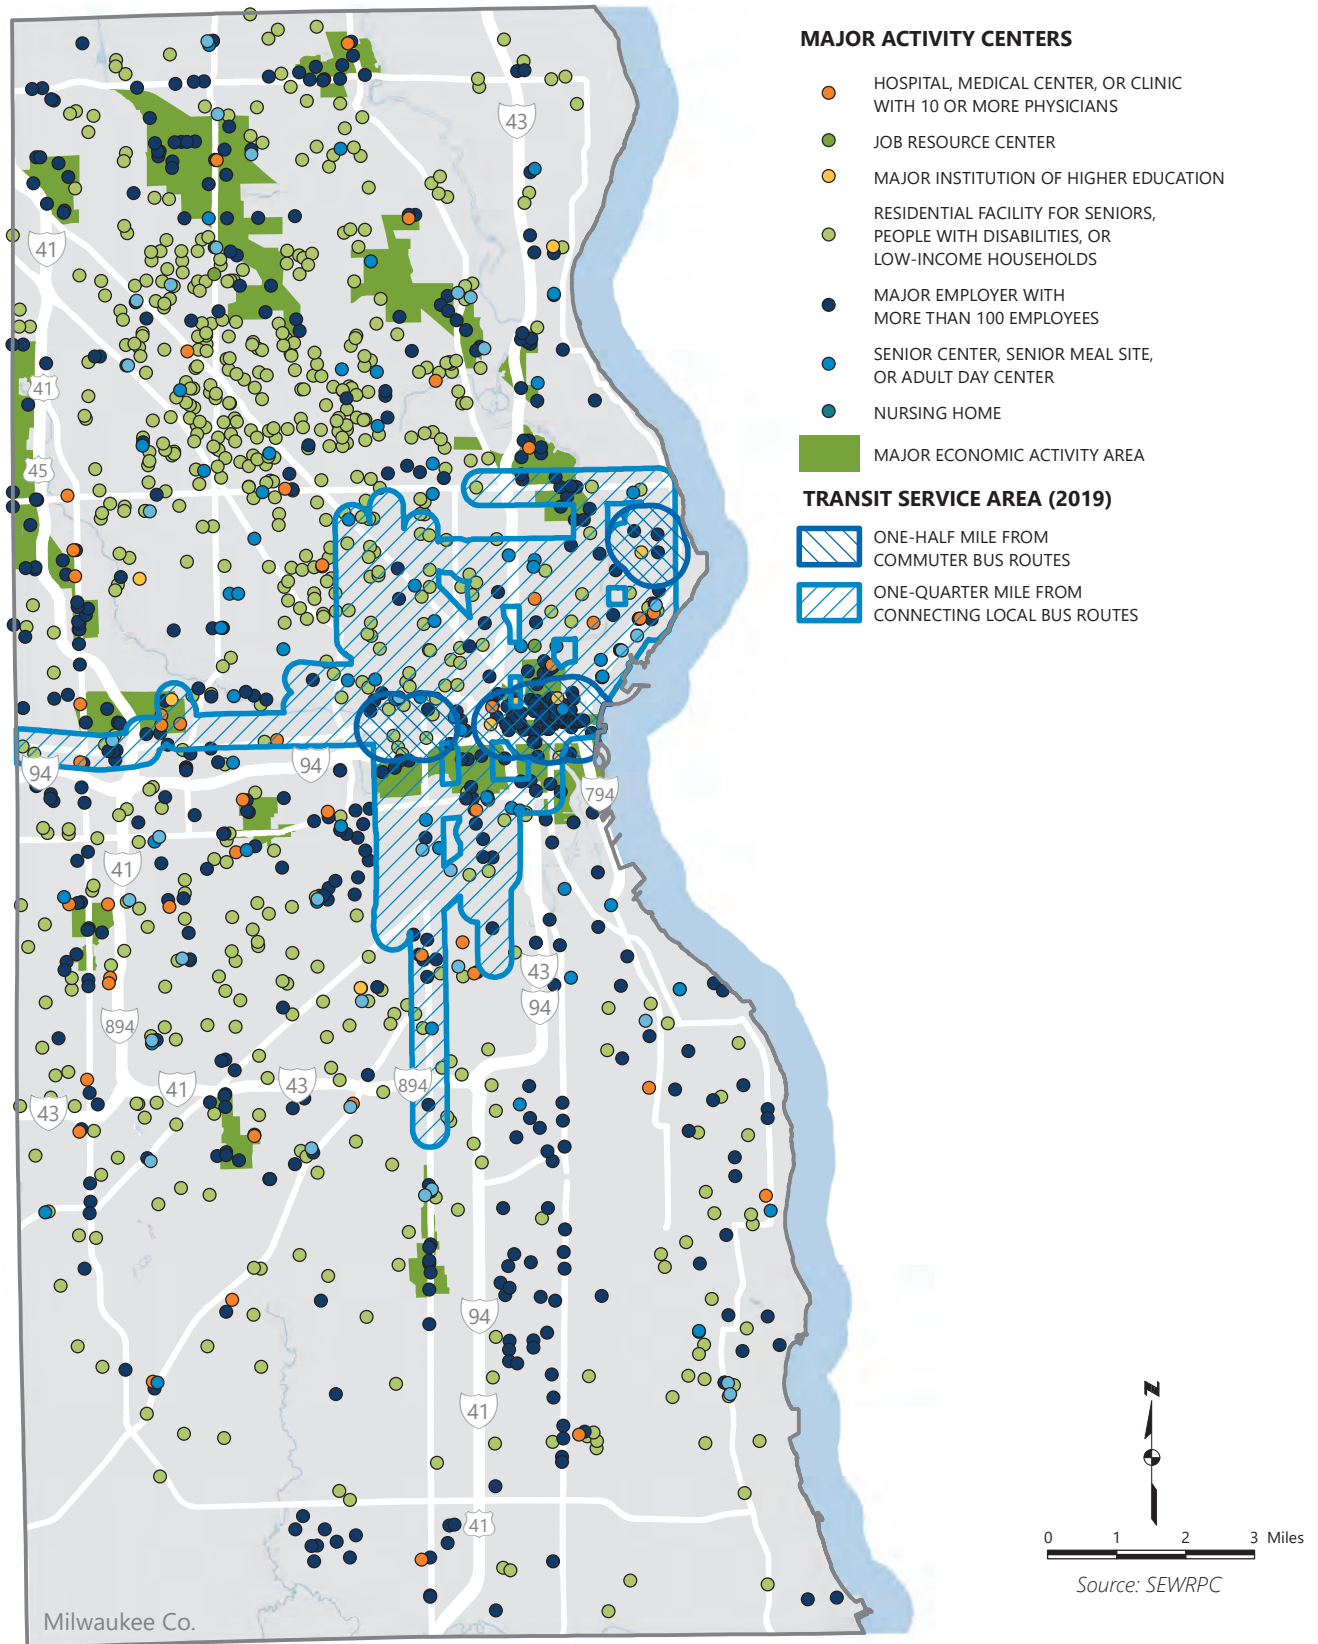 MAJOR ACTIVITY CENTERS
HOSPITAL, MEDICAL CENTER, OR CLINIC
WITH 10 OR MORE PHYSICIANS
JOB RESOURCE CENTER
MAJOR INSTITUTION OF HIGHER EDUCATION
RESIDENTIAL FACILITY FOR SENIORS,
PEOPLE WITH DISABILITIES, OR
LOW-INCOME HOUSEHOLDS
MAJOR EMPLOYER WITH
MORE THAN 100 EMPLOYEES
SENIOR CENTER, SENIOR MEAL SITE,
OR ADULT DAY CENTER
NURSING HOME
MAJOR ECONOMIC ACTIVITY AREA
TRANSIT SERVICE AREA (2019)
ONE-HALF MILE FROM
COMMUTER BUS ROUTES
ONE-QUARTER MILE FROM
CONNECTING LOCAL BUS ROUTES
43
41
41
45
94
94
794
41
43
94
894
41
43
894
43
94
41
41
Milwaukee Co.
N
0 1 2 3 Miles
Source: SEWRPC